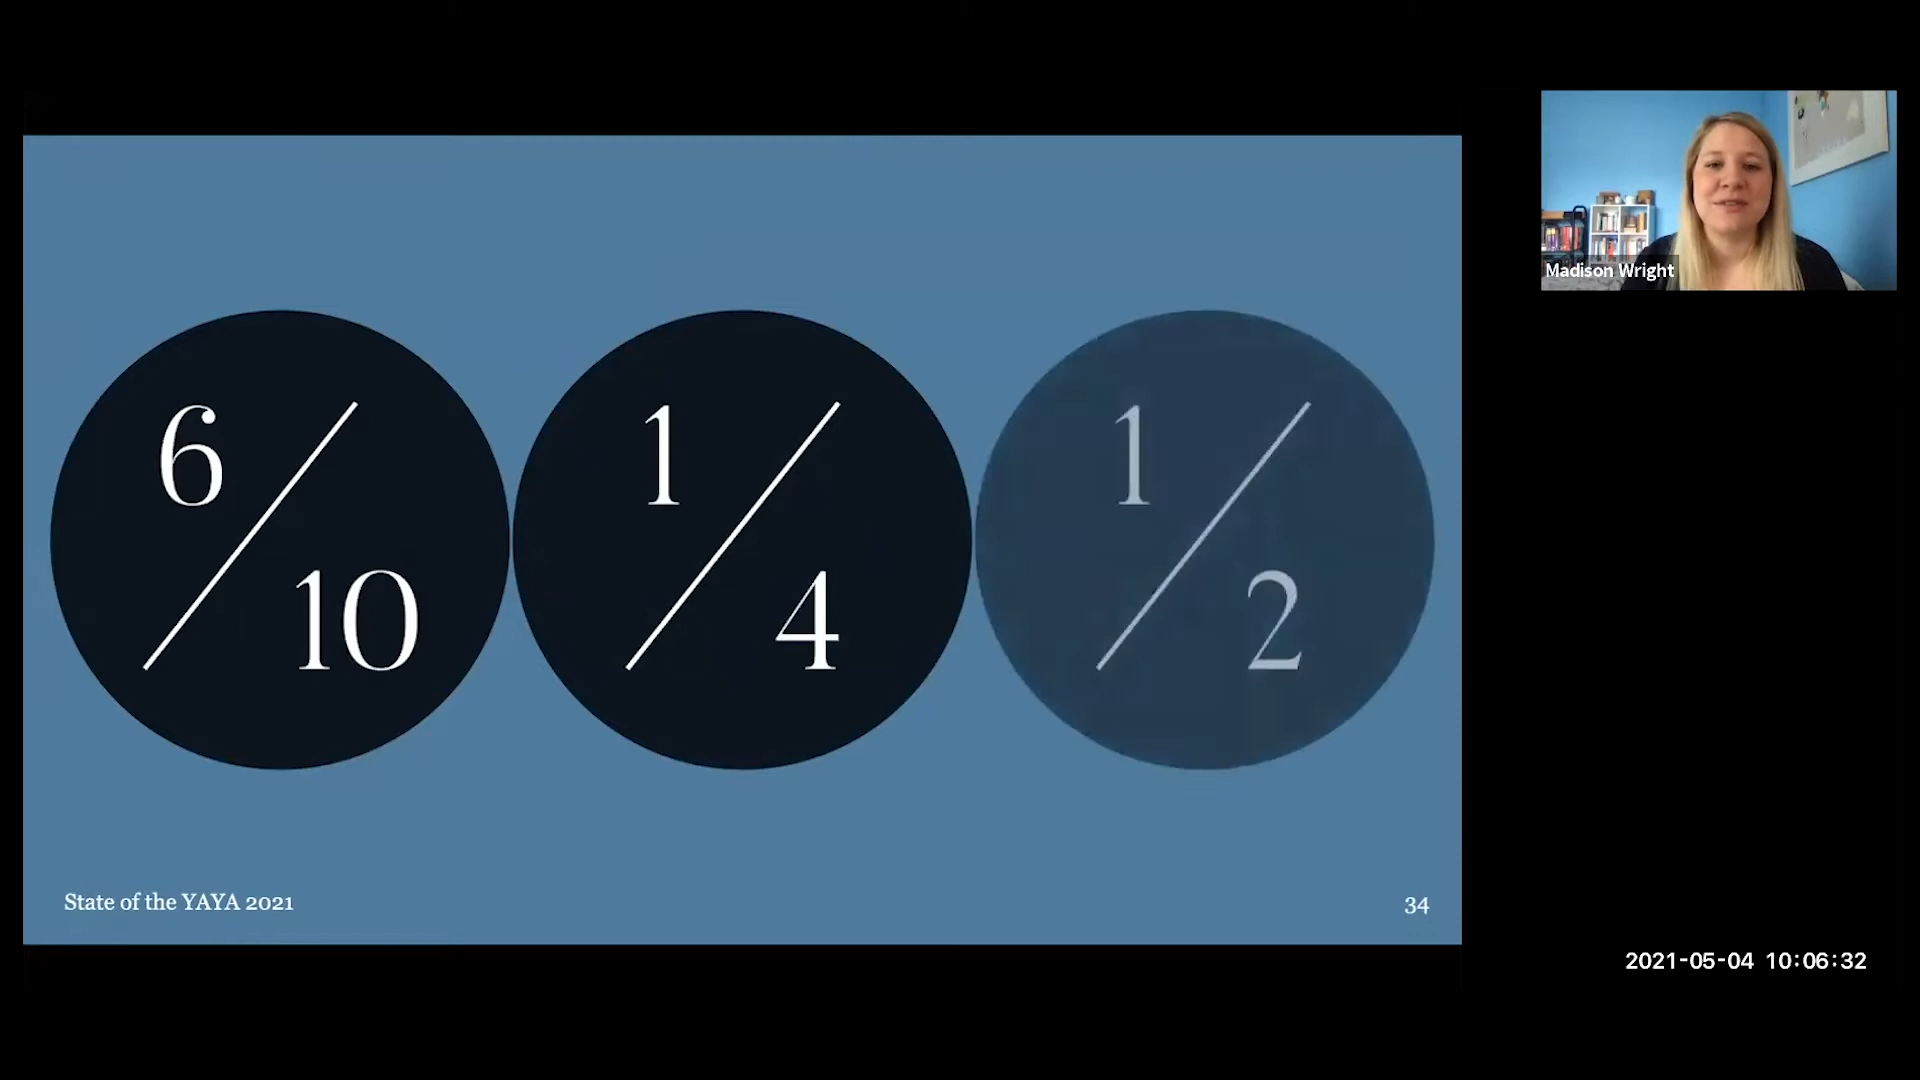 6/10
1/4
1/2
State of the YAYA 2021
34
Madison Wright
2021-05-04 10:06:32